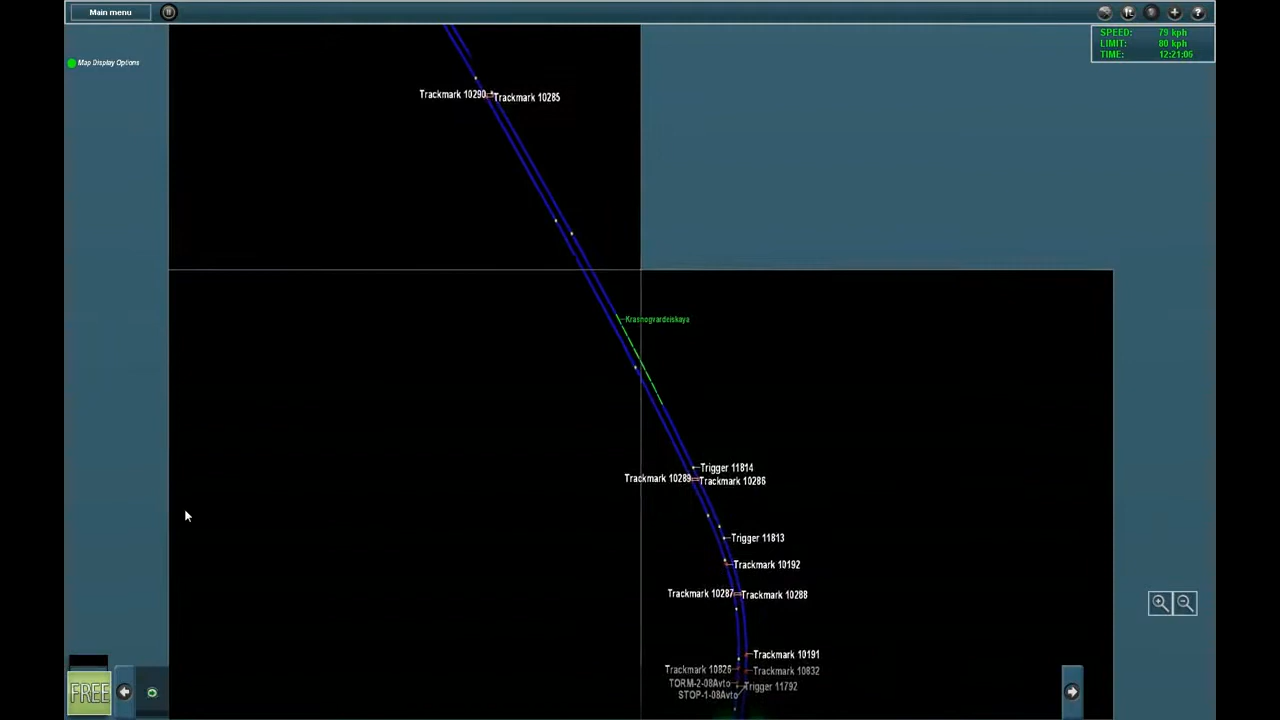 Main menu
SPEED: 79 kph
LIMIT: 80 kph
TIME: 12:21:06
Map Display Options
Trackmark 10290
Trackmark 10285
Krasnogvardeiskaya
Trigger 11814
Trackmark 10289
Trackmark 10286
Trigger 11813
Trackmark 10192
Trackmark 10287
Trackmark 10288
Trackmark 10191
Trackmark 10826
Trackmark 10832
TORM-2-08Avto
Trigger 11792
STOP-1-08Avto
FREE